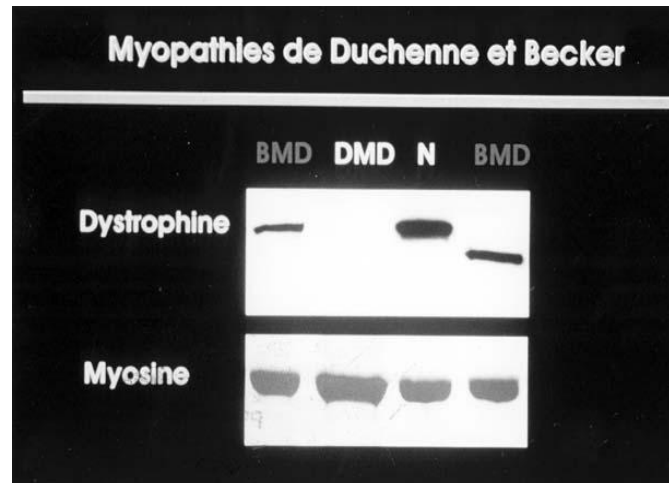 Myopathies de Duchenne et Becker
BMD DMD N BMD
Dystrophine
Myosine